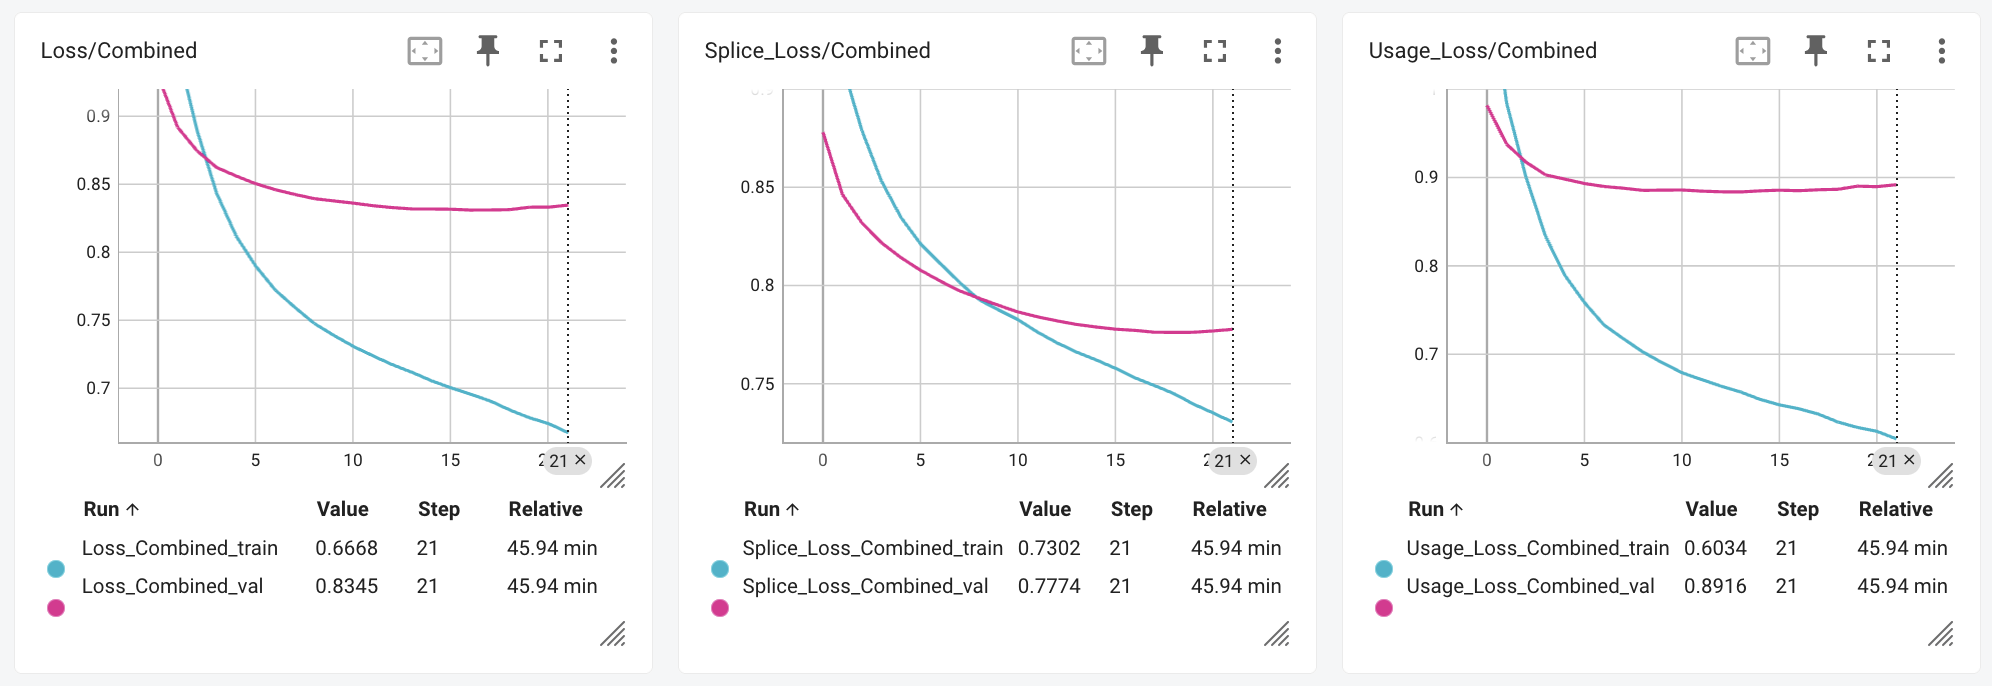 Loss/Combined
0.9
0.85
0.8
0.75
0.7
0 5 10 15 21 ×
Run ↑ Value Step Relative
Loss_Combined_train 0.6668 21 45.94 min
Loss_Combined_val 0.8345 21 45.94 min
Splice_Loss/Combined
0.9
0.85
0.8
0.75
0 5 10 15 21 ×
Run ↑ Value Step Relative
Splice_Loss_Combined_train 0.7302 21 45.94 min
Splice_Loss_Combined_val 0.7774 21 45.94 min
Usage_Loss/Combined
0.9
0.8
0.7
0 5 10 15 21 ×
Run ↑ Value Step Relative
Usage_Loss_Combined_train 0.6034 21 45.94 min
Usage_Loss_Combined_val 0.8916 21 45.94 min